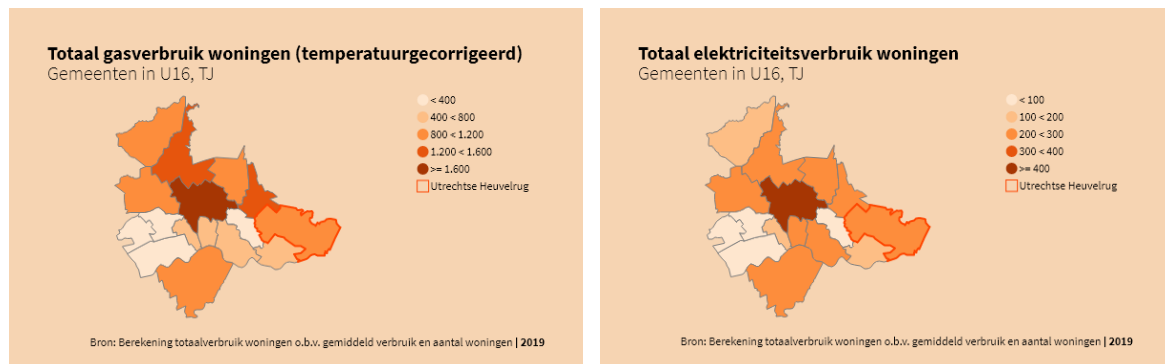 Totaal gasverbruik woningen (temperatuurgecorrigeerd)
Gemeenten in U16, TJ
< 400
400 < 800
800 < 1.200
1.200 < 1.600
>= 1.600
Utrechtse Heuvelrug
Bron: Berekening totaalverbruik woningen o.b.v. gemiddeld verbruik en aantal woningen | 2019
Totaal elektriciteitsverbruik woningen
Gemeenten in U16, TJ
< 100
100 < 200
200 < 300
300 < 400
>= 400
Utrechtse Heuvelrug
Bron: Berekening totaalverbruik woningen o.b.v. gemiddeld verbruik en aantal woningen | 2019